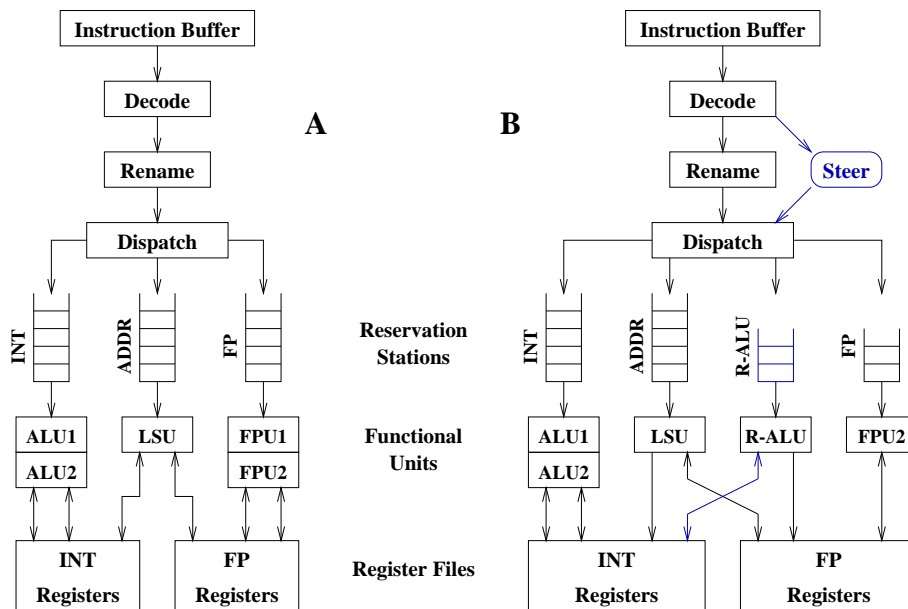 Instruction Buffer
Decode
Rename
Dispatch
A
INT
ADDR
FP
ALU1
ALU2
LSU
FPU1
FPU2
INT
Registers
FP
Registers
Reservation
Stations
Functional
Units
Register Files
B
Instruction Buffer
Decode
Rename
Steer
Dispatch
INT
ADDR
R-ALU
FP
ALU1
ALU2
LSU
R-ALU
FPU2
INT
Registers
FP
Registers